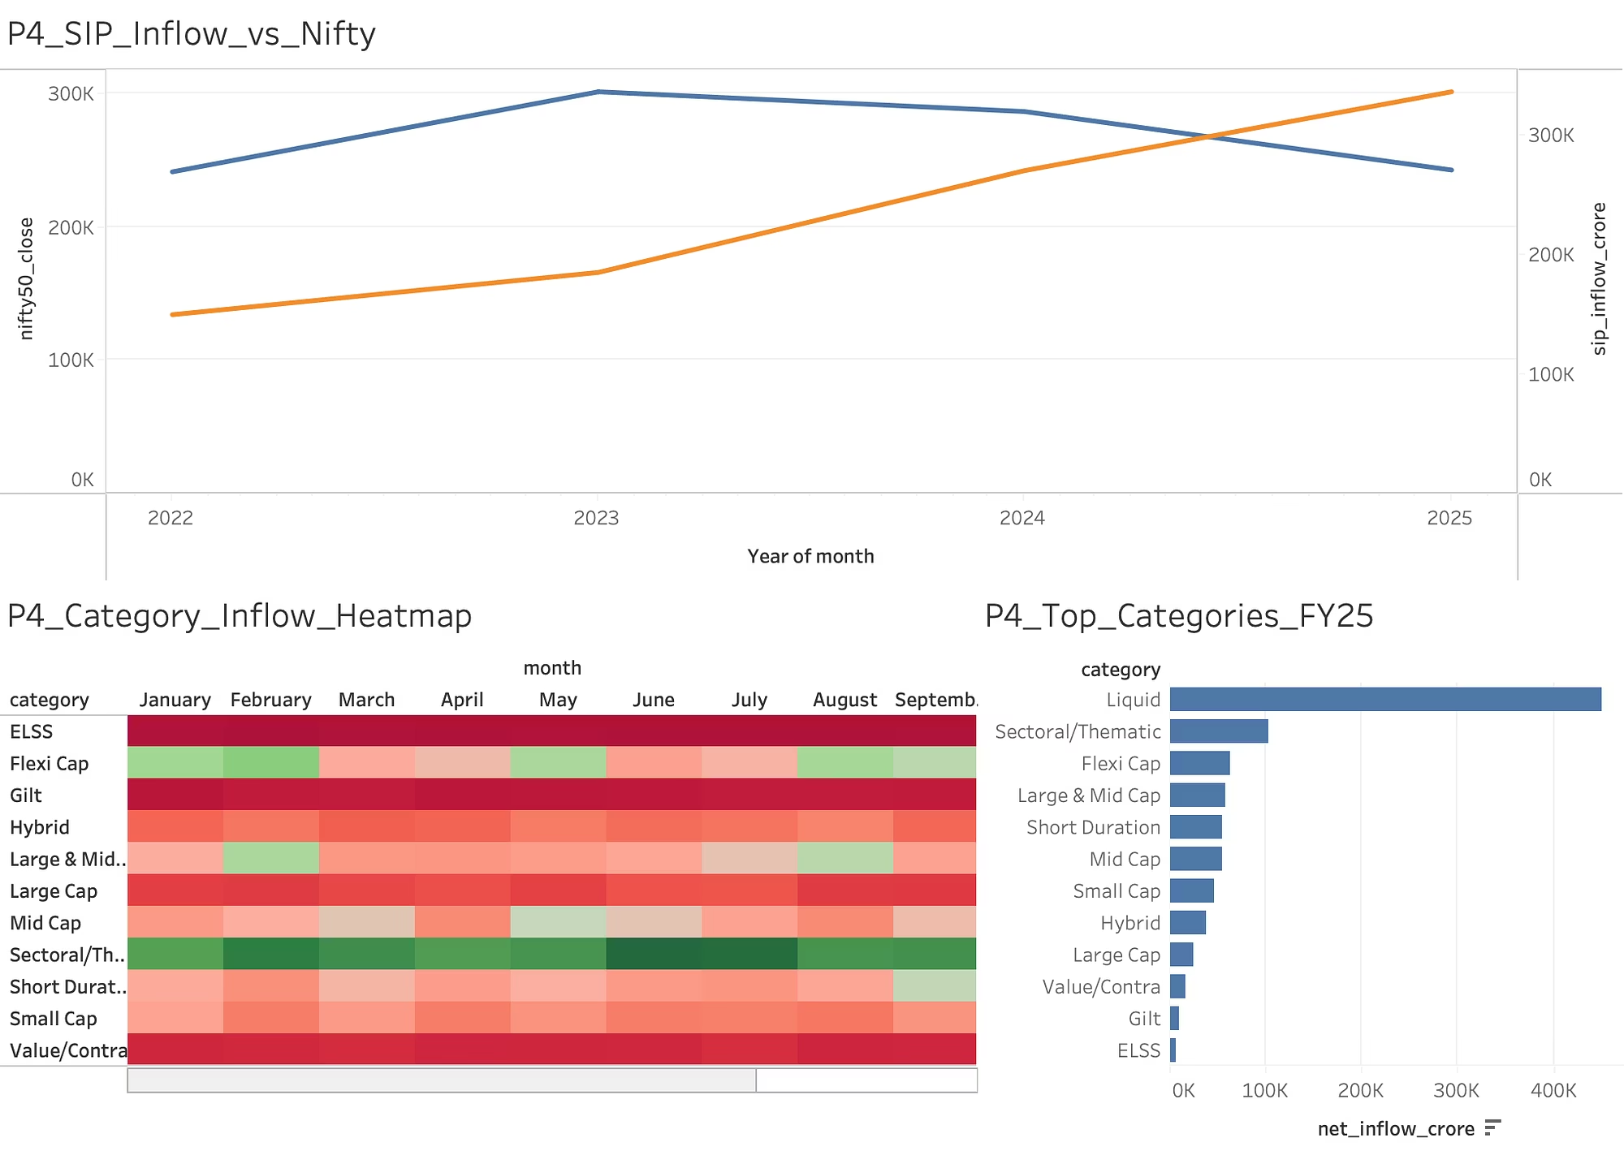 P4_SIP_Inflow_vs_Nifty
300K
200K
100K
0K
nifty50_close
300K
200K
100K
0K
sip_inflow_crore
2022 2023 2024 2025
Year of month
P4_Category_Inflow_Heatmap
month
category January February March April May June July August Septemb.
ELSS
Flexi Cap
Gilt
Hybrid
Large & Mid..
Large Cap
Mid Cap
Sectoral/Th..
Short Durat..
Small Cap
Value/Contra
P4_Top_Categories_FY25
category
Liquid
Sectoral/Thematic
Flexi Cap
Large & Mid Cap
Short Duration
Mid Cap
Small Cap
Hybrid
Large Cap
Value/Contra
Gilt
ELSS
0K 100K 200K 300K 400K
net_inflow_crore